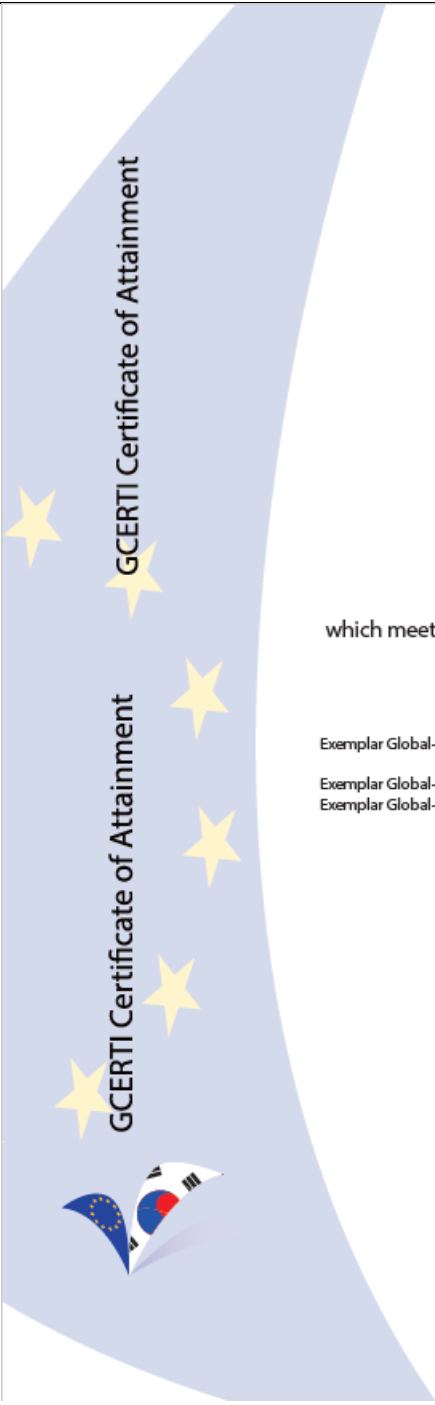 GCERTI Certificate of Attainment
GCERTI Certificate of Attainment
which meet
Exemplar Global-
Exemplar Global-
Exemplar Global-